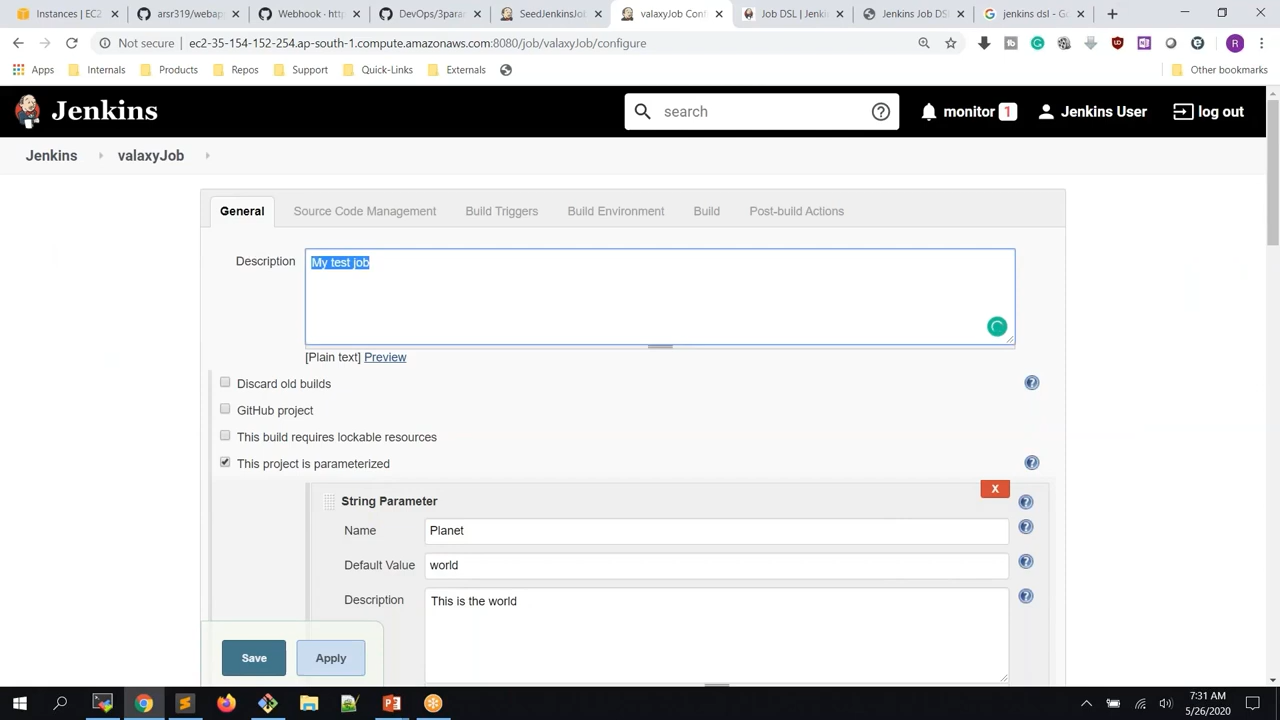 Instances | EC2
arsr319/webapp
Webhook - http
DevOps/3param
SeedJenkinsJob
valaxyJob Conf
Job DSL | Jenki
Jenkins Job DS
jenkins dsl - Go
Not secure | ec2-35-154-152-254.ap-south-1.compute.amazonaws.com:8080/job/valaxyJob/configure
Apps
Internals
Products
Repos
Support
Quick-Links
Externals
Other bookmarks
Jenkins
search
monitor 1
Jenkins User
log out
Jenkins
valaxyJob
General
Source Code Management
Build Triggers
Build Environment
Build
Post-build Actions
Description
My test job
[Plain text] Preview
Discard old builds
GitHub project
This build requires lockable resources
This project is parameterized
String Parameter
X
Name
Planet
Default Value
world
Description
This is the world
Save
Apply
7:31 AM
5/26/2020